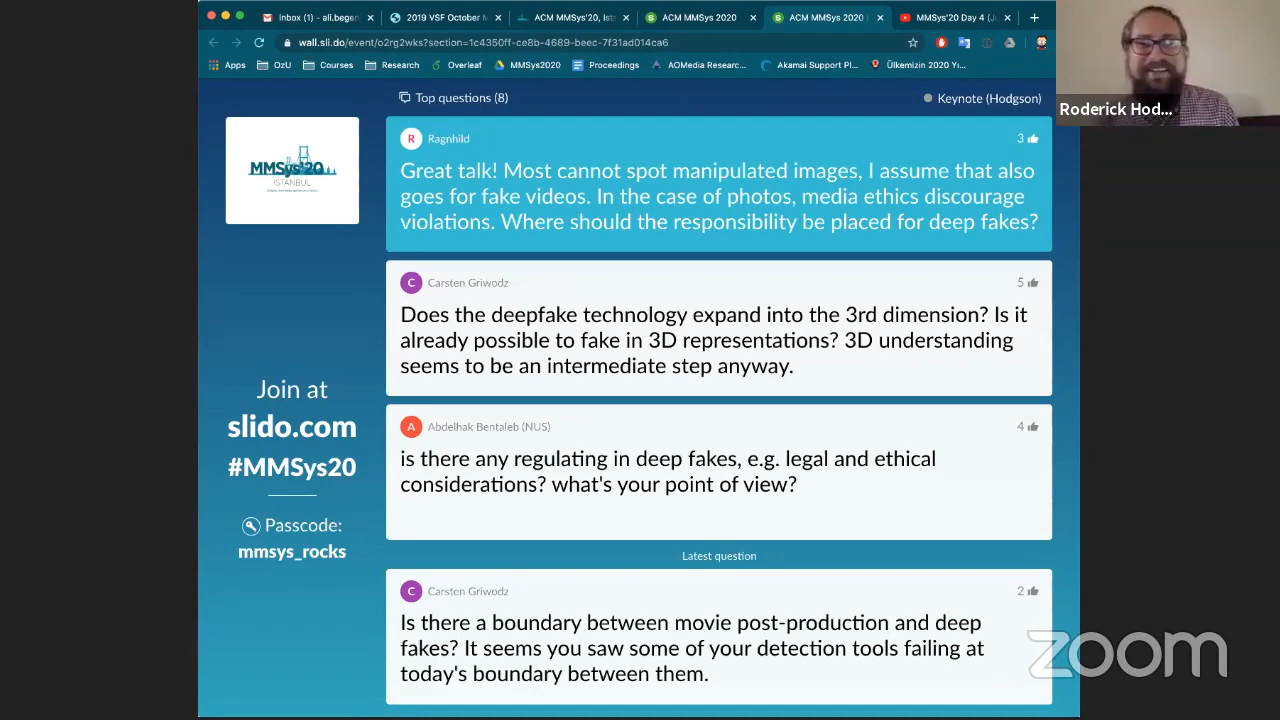 Inbox (1) - ali.begen
2019 VSF October M
ACM MMSys'20, Ist
ACM MMSys 2020
ACM MMSys 2020
MMSys'20 Day 4 (J
wall.sli.do/event/o2rg2wks?section=1c4350ff-ce8b-4689-beec-7f31ad014ca6
Apps OzU Courses Research Overleaf MMSys2020 Proceedings AOMedia Researc... Akamai Support Pl... Ülkemizin 2020 Yı...
Roderick Hod...
Top questions (8)
Keynote (Hodgson)
MMSys'20
ISTANBUL
R Ragnhild 3
Great talk! Most cannot spot manipulated images, I assume that also
goes for fake videos. In the case of photos, media ethics discourage
violations. Where should the responsibility be placed for deep fakes?
C Carsten Griwodz 5
Does the deepfake technology expand into the 3rd dimension? Is it
already possible to fake in 3D representations? 3D understanding
seems to be an intermediate step anyway.
Join at
slido.com
#MMSys20
Passcode:
mmsys_rocks
A Abdelhak Bentaleb (NUS) 4
is there any regulating in deep fakes, e.g. legal and ethical
considerations? what's your point of view?
Latest question
C Carsten Griwodz 2
Is there a boundary between movie post-production and deep
fakes? It seems you saw some of your detection tools failing at
today's boundary between them.
zoom